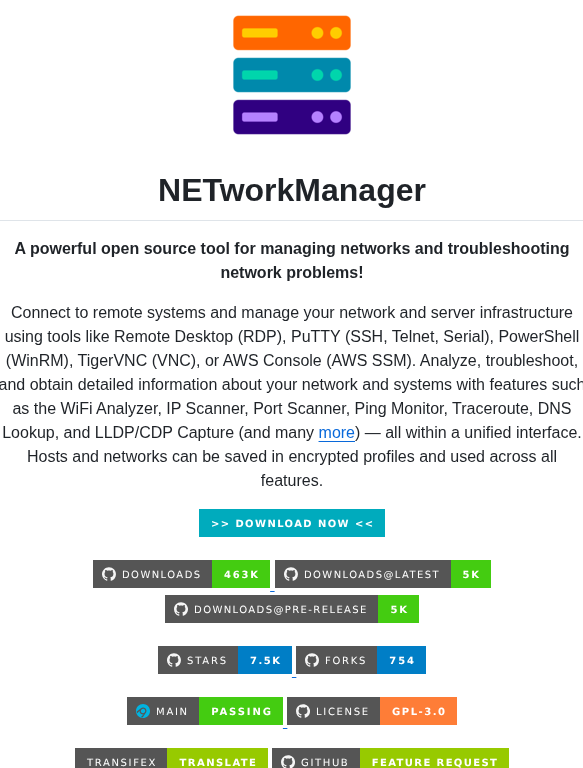 NETworkManager
A powerful open source tool for managing networks and troubleshooting
network problems!
Connect to remote systems and manage your network and server infrastructure
using tools like Remote Desktop (RDP), PuTTY (SSH, Telnet, Serial), PowerShell
(WinRM), TigerVNC (VNC), or AWS Console (AWS SSM). Analyze, troubleshoot,
and obtain detailed information about your network and systems with features such
as the WiFi Analyzer, IP Scanner, Port Scanner, Ping Monitor, Traceroute, DNS
Lookup, and LLDP/CDP Capture (and many more) — all within a unified interface.
Hosts and networks can be saved in encrypted profiles and used across all
features.
>> DOWNLOAD NOW <<
DOWNLOADS 463K DOWNLOADS@LATEST 5K
DOWNLOADS@PRE-RELEASE 5K
STARS 7.5K FORKS 754
MAIN PASSING LICENSE GPL-3.0
TRANSIFEX TRANSLATE GITHUB FEATURE REQUEST